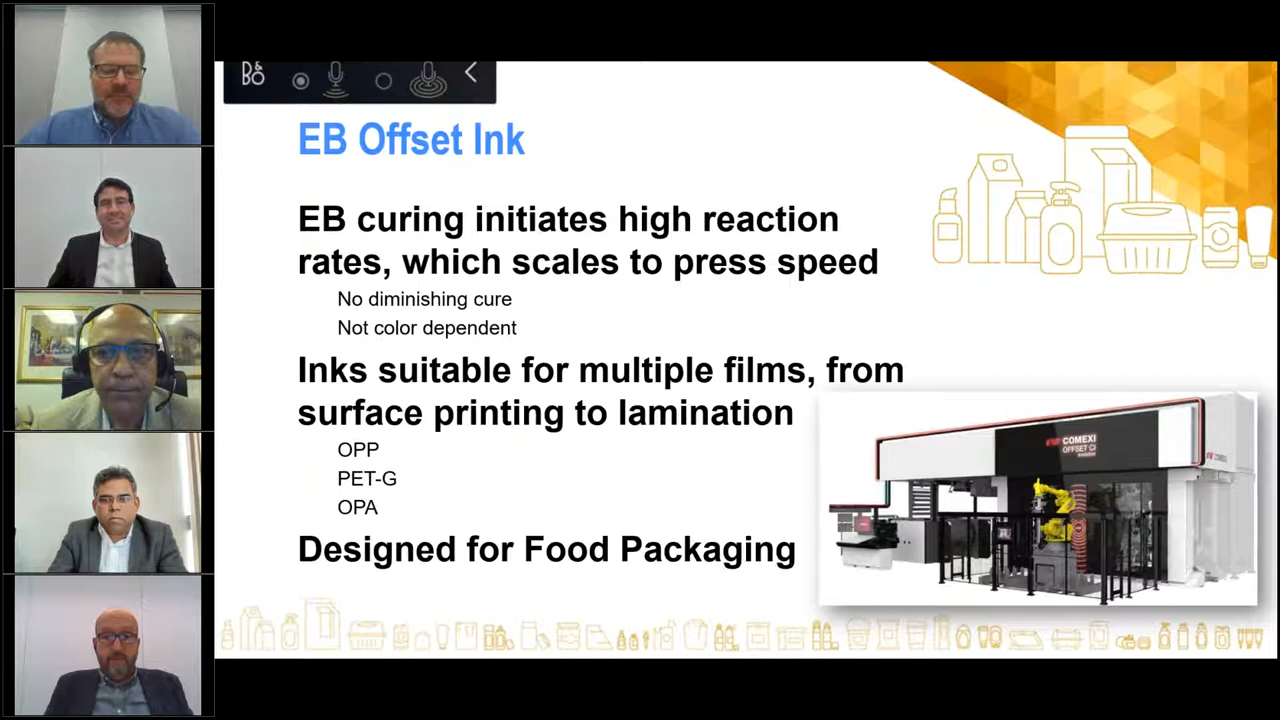 D&
BO
EB Offset Ink
EB curing initiates high reaction
rates, which scales to press speed
No diminishing cure
Not color dependent
Inks suitable for multiple films, from
surface printing to lamination
OPP
PET-G
OPA
Designed for Food Packaging
COMEXI
OFFSET CI